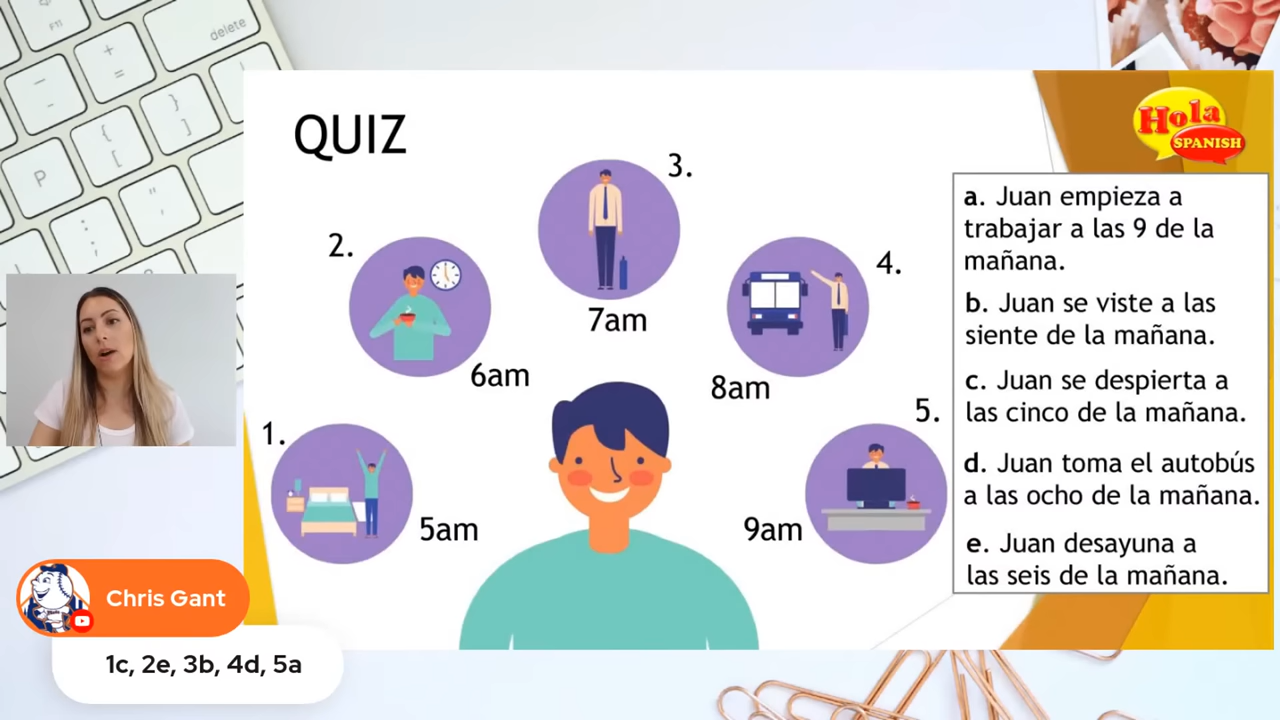 delete
F11
+
=
}
]
{
[
P
"
'
:
;
QUIZ
Hola
SPANISH
1.
5am
2.
6am
3.
7am
4.
8am
5.
9am
a. Juan empieza a
trabajar a las 9 de la
mañana.
b. Juan se viste a las
siente de la mañana.
c. Juan se despierta a
las cinco de la mañana.
d. Juan toma el autobús
a las ocho de la mañana.
e. Juan desayuna a
las seis de la mañana.
Chris Gant
1c, 2e, 3b, 4d, 5a